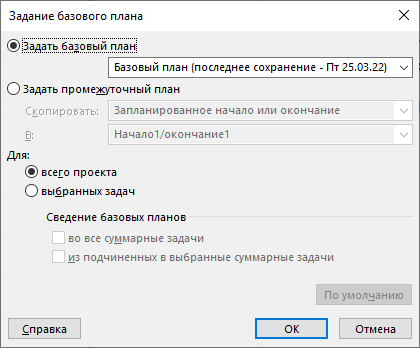 Задание базового плана
Задать базовый план
Базовый план (последнее сохранение - Пт 25.03.22)
Задать промежуточный план
Скопировать:
Запланированное начало или окончание
В:
Начало1/окончание1
Для:
всего проекта
выбранных задач
Сведение базовых планов
во все суммарные задачи
из подчиненных в выбранные суммарные задачи
По умолчанию
Справка
ОК
Отмена